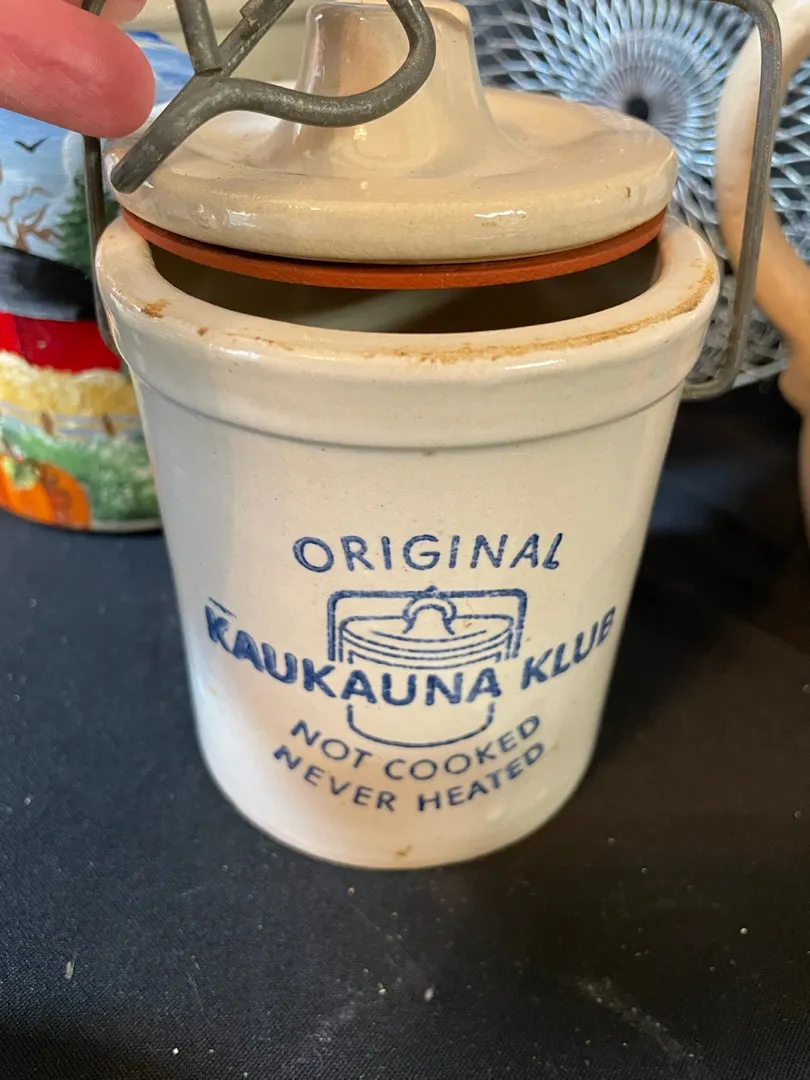 ORIGINAL
KAUKAUNA KLUB
NOT COOKED
NEVER HEATED